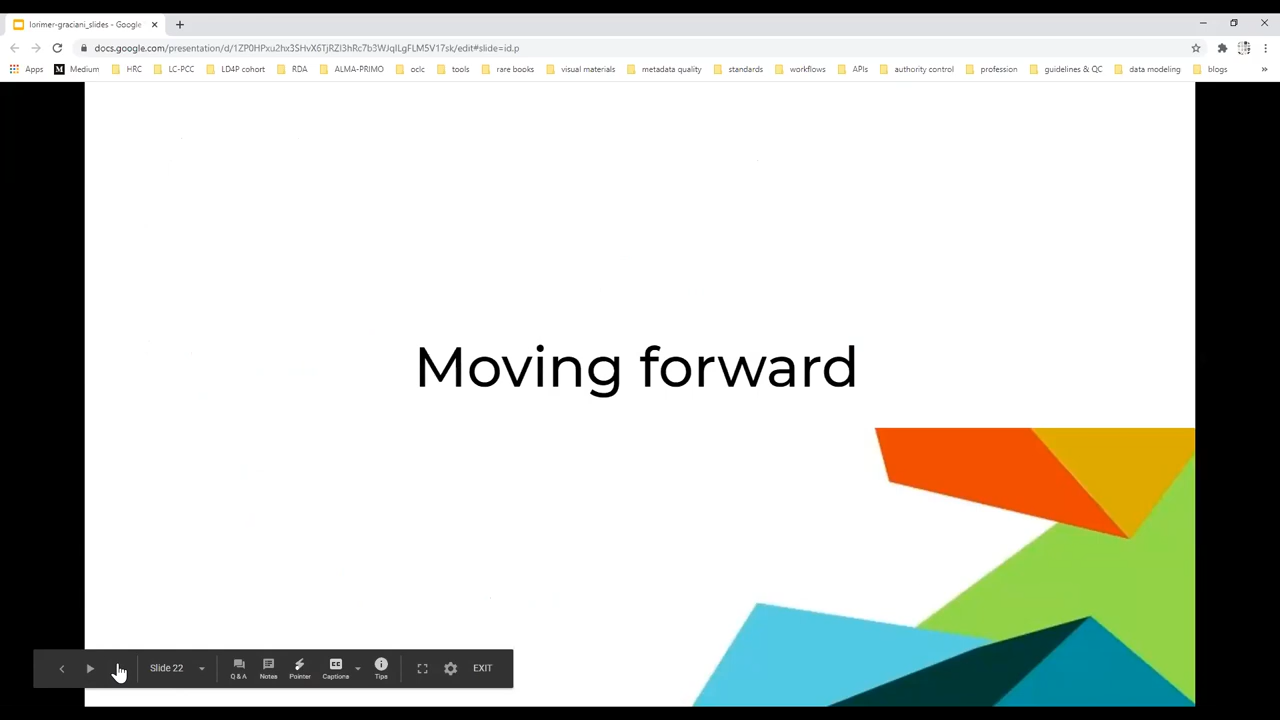 lorimer-graciani_slides - Google
docs.google.com/presentation/d/1ZP0HPxu2hx3SHvX6TjRZI3hRc7b3WJqILgFLM5V17sk/edit#slide=id.p
Apps Medium HRC LC-PCC LD4P cohort RDA ALMA-PRIMO oclc tools rare books visual materials metadata quality standards workflows APIs authority control profession guidelines & QC data modeling blogs
Moving forward
Slide 22 Q & A Notes Pointer CC Captions Tips EXIT